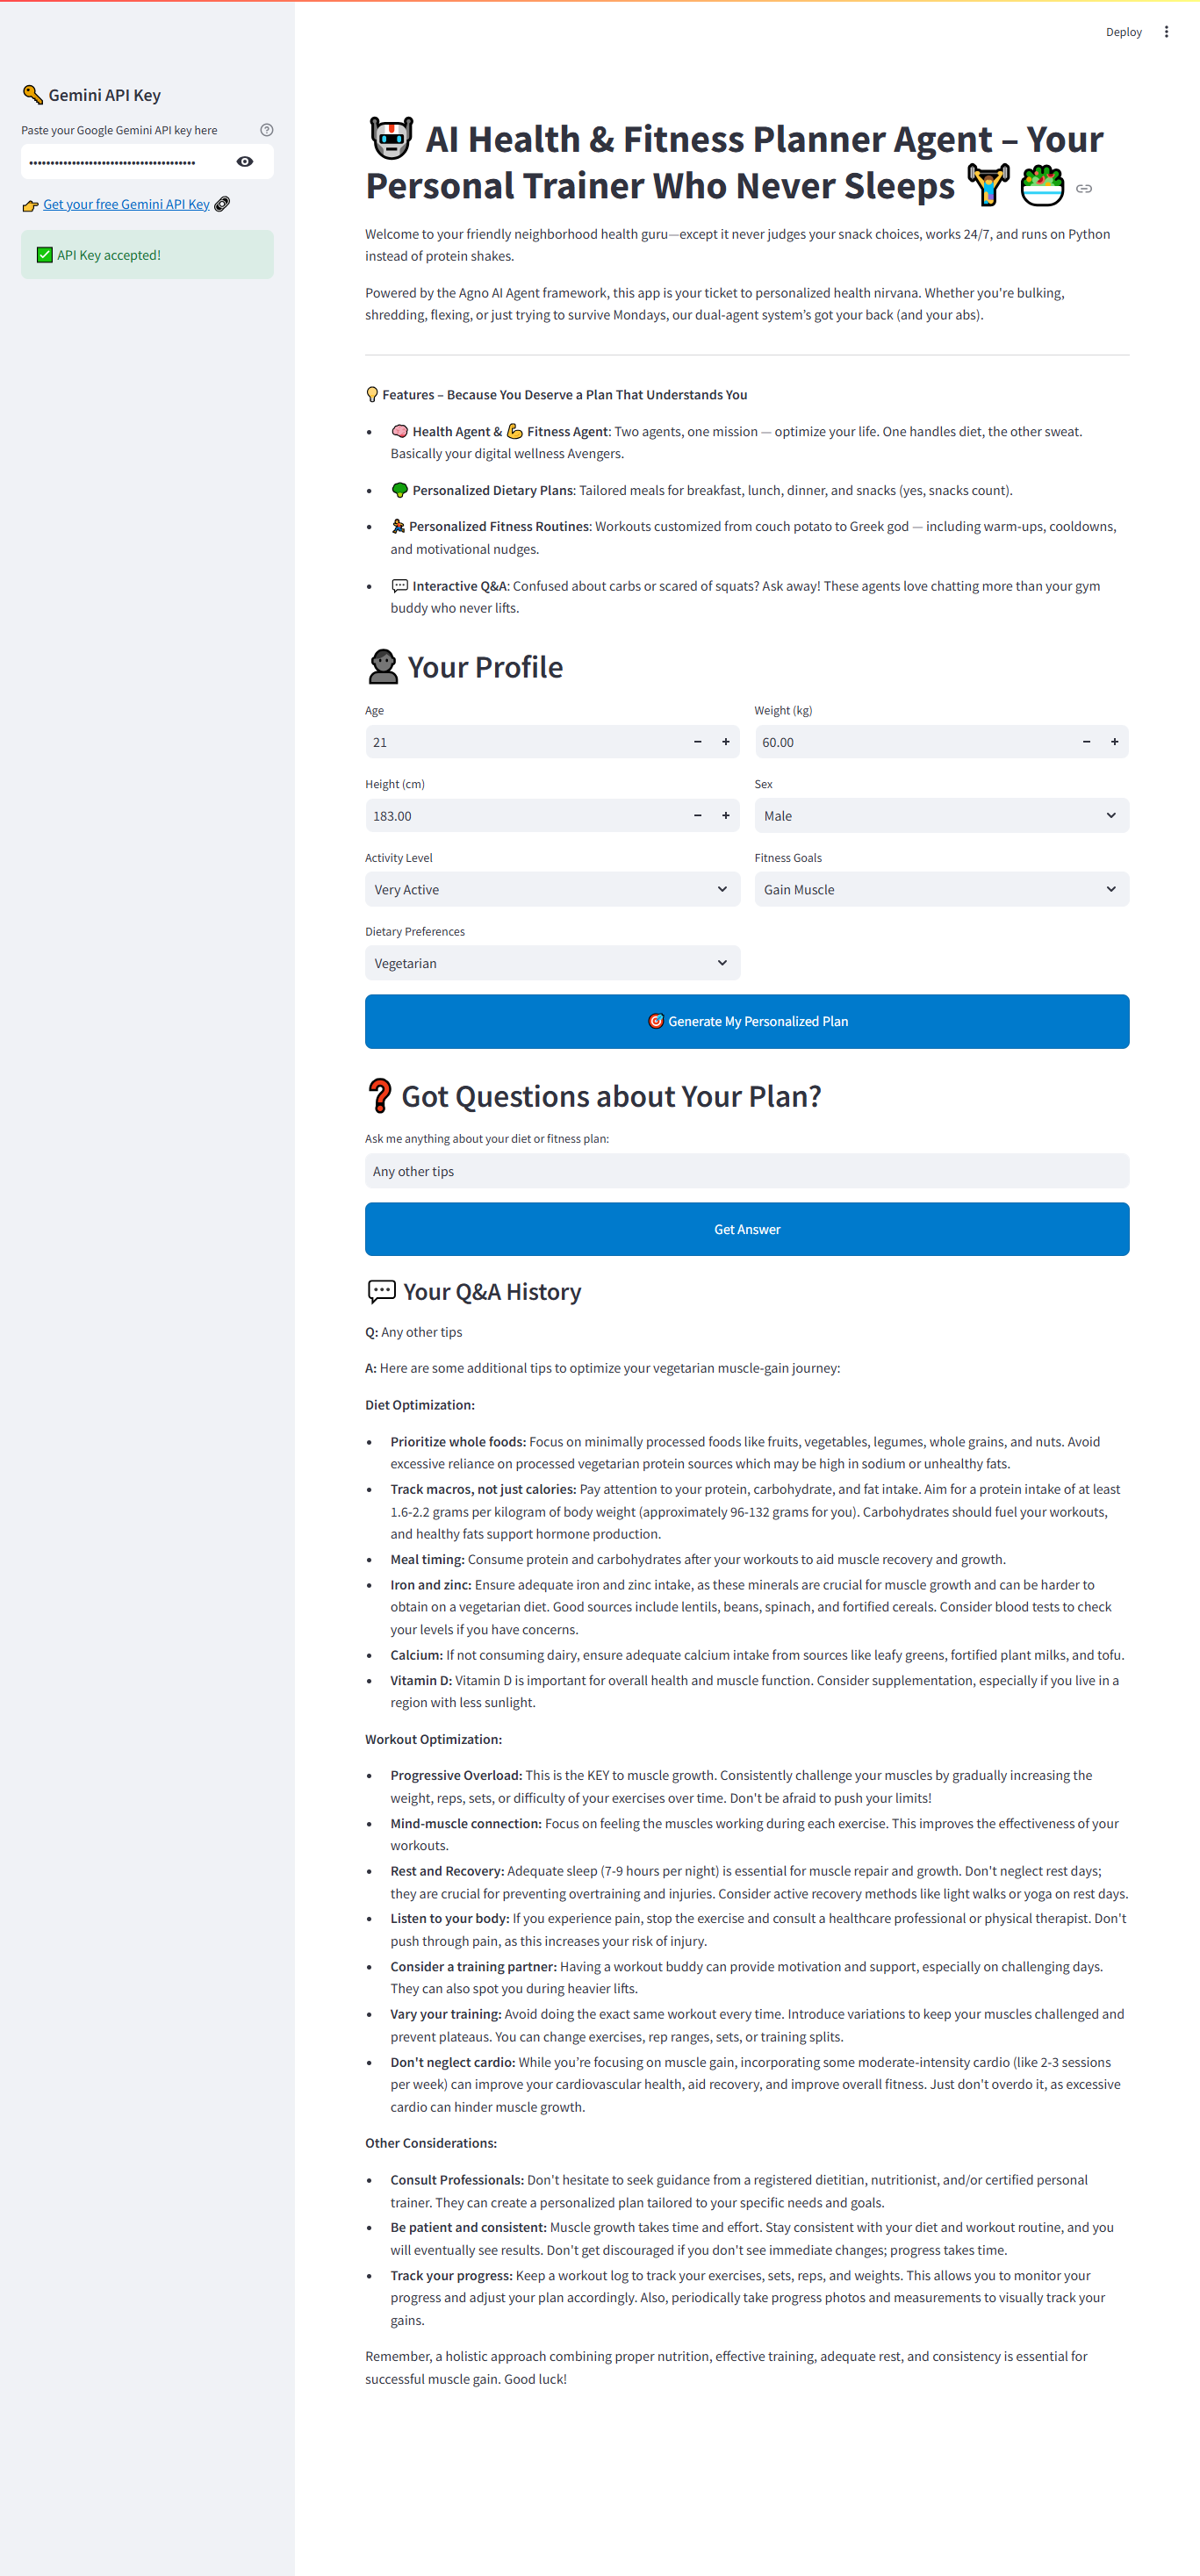 Deploy
Gemini API Key
Paste your Google Gemini API key here
Get your free Gemini API Key
API Key accepted!
AI Health & Fitness Planner Agent – Your
Personal Trainer Who Never Sleeps
Welcome to your friendly neighborhood health guru—except it never judges your snack choices, works 24/7, and runs on Python
instead of protein shakes.
Powered by the Agno AI Agent framework, this app is your ticket to personalized health nirvana. Whether you're bulking,
shredding, flexing, or just trying to survive Mondays, our dual-agent system's got your back (and your abs).
Features – Because You Deserve a Plan That Understands You
• Health Agent & Fitness Agent: Two agents, one mission — optimize your life. One handles diet, the other sweat.
Basically your digital wellness Avengers.
• Personalized Dietary Plans: Tailored meals for breakfast, lunch, dinner, and snacks (yes, snacks count).
• Personalized Fitness Routines: Workouts customized from couch potato to Greek god — including warm-ups, cooldowns,
and motivational nudges.
• Interactive Q&A: Confused about carbs or scared of squats? Ask away! These agents love chatting more than your gym
buddy who never lifts.
Your Profile
Age
Weight (kg)
21
60.00
Height (cm)
Sex
183.00
Male
Activity Level
Fitness Goals
Very Active
Gain Muscle
Dietary Preferences
Vegetarian
Generate My Personalized Plan
Got Questions about Your Plan?
Ask me anything about your diet or fitness plan:
Any other tips
Get Answer
Your Q&A History
Q: Any other tips
A: Here are some additional tips to optimize your vegetarian muscle-gain journey:
Diet Optimization:
• Prioritize whole foods: Focus on minimally processed foods like fruits, vegetables, legumes, whole grains, and nuts. Avoid
excessive reliance on processed vegetarian protein sources which may be high in sodium or unhealthy fats.
• Track macros, not just calories: Pay attention to your protein, carbohydrate, and fat intake. Aim for a protein intake of at least
1.6-2.2 grams per kilogram of body weight (approximately 96-132 grams for you). Carbohydrates should fuel your workouts,
and healthy fats support hormone production.
• Meal timing: Consume protein and carbohydrates after your workouts to aid muscle recovery and growth.
• Iron and zinc: Ensure adequate iron and zinc intake, as these minerals are crucial for muscle growth and can be harder to
obtain on a vegetarian diet. Good sources include lentils, beans, spinach, and fortified cereals. Consider blood tests to check
your levels if you have concerns.
• Calcium: If not consuming dairy, ensure adequate calcium intake from sources like leafy greens, fortified plant milks, and tofu.
• Vitamin D: Vitamin D is important for overall health and muscle function. Consider supplementation, especially if you live in a
region with less sunlight.
Workout Optimization:
• Progressive Overload: This is the KEY to muscle growth. Consistently challenge your muscles by gradually increasing the
weight, reps, sets, or difficulty of your exercises over time. Don't be afraid to push your limits!
• Mind-muscle connection: Focus on feeling the muscles working during each exercise. This improves the effectiveness of your
workouts.
• Rest and Recovery: Adequate sleep (7-9 hours per night) is essential for muscle repair and growth. Don't neglect rest days;
they are crucial for preventing overtraining and injuries. Consider active recovery methods like light walks or yoga on rest days.
• Listen to your body: If you experience pain, stop the exercise and consult a healthcare professional or physical therapist. Don't
push through pain, as this increases your risk of injury.
• Consider a training partner: Having a workout buddy can provide motivation and support, especially on challenging days.
They can also spot you during heavier lifts.
• Vary your training: Avoid doing the exact same workout every time. Introduce variations to keep your muscles challenged and
prevent plateaus. You can change exercises, rep ranges, sets, or training splits.
• Don't neglect cardio: While you're focusing on muscle gain, incorporating some moderate-intensity cardio (like 2-3 sessions
per week) can improve your cardiovascular health, aid recovery, and improve overall fitness. Just don't overdo it, as excessive
cardio can hinder muscle growth.
Other Considerations:
• Consult Professionals: Don't hesitate to seek guidance from a registered dietitian, nutritionist, and/or certified personal
trainer. They can create a personalized plan tailored to your specific needs and goals.
• Be patient and consistent: Muscle growth takes time and effort. Stay consistent with your diet and workout routine, and you
will eventually see results. Don't get discouraged if you don't see immediate changes; progress takes time.
• Track your progress: Keep a workout log to track your exercises, sets, reps, and weights. This allows you to monitor your
progress and adjust your plan accordingly. Also, periodically take progress photos and measurements to visually track your
gains.
Remember, a holistic approach combining proper nutrition, effective training, adequate rest, and consistency is essential for
successful muscle gain. Good luck!